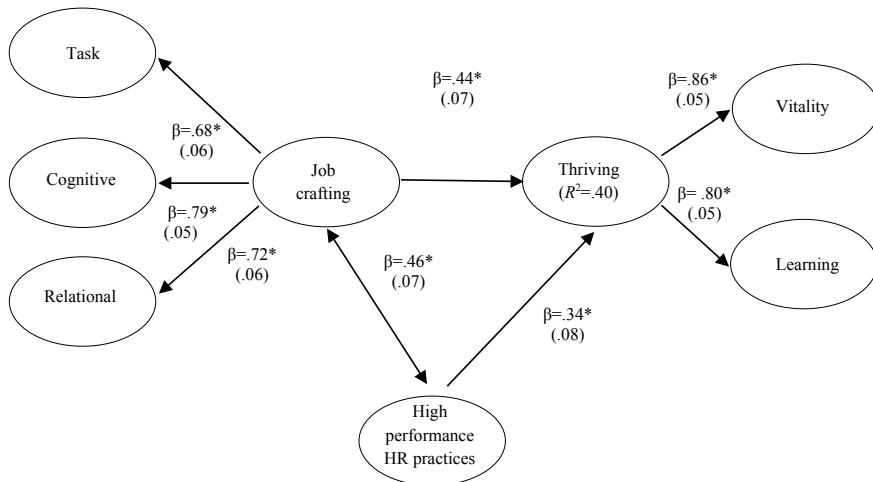 Task
β=.44*
(.07)
β=.86*
(.05)
Vitality
β=.68*
(.06)
Cognitive
Job
crafting
Thriving
(R²=.40)
β= .80*
(.05)
β=.79*
(.05)
β=.72*
(.06)
Relational
β=.46*
(.07)
Learning
β=.34*
(.08)
High
performance
HR practices